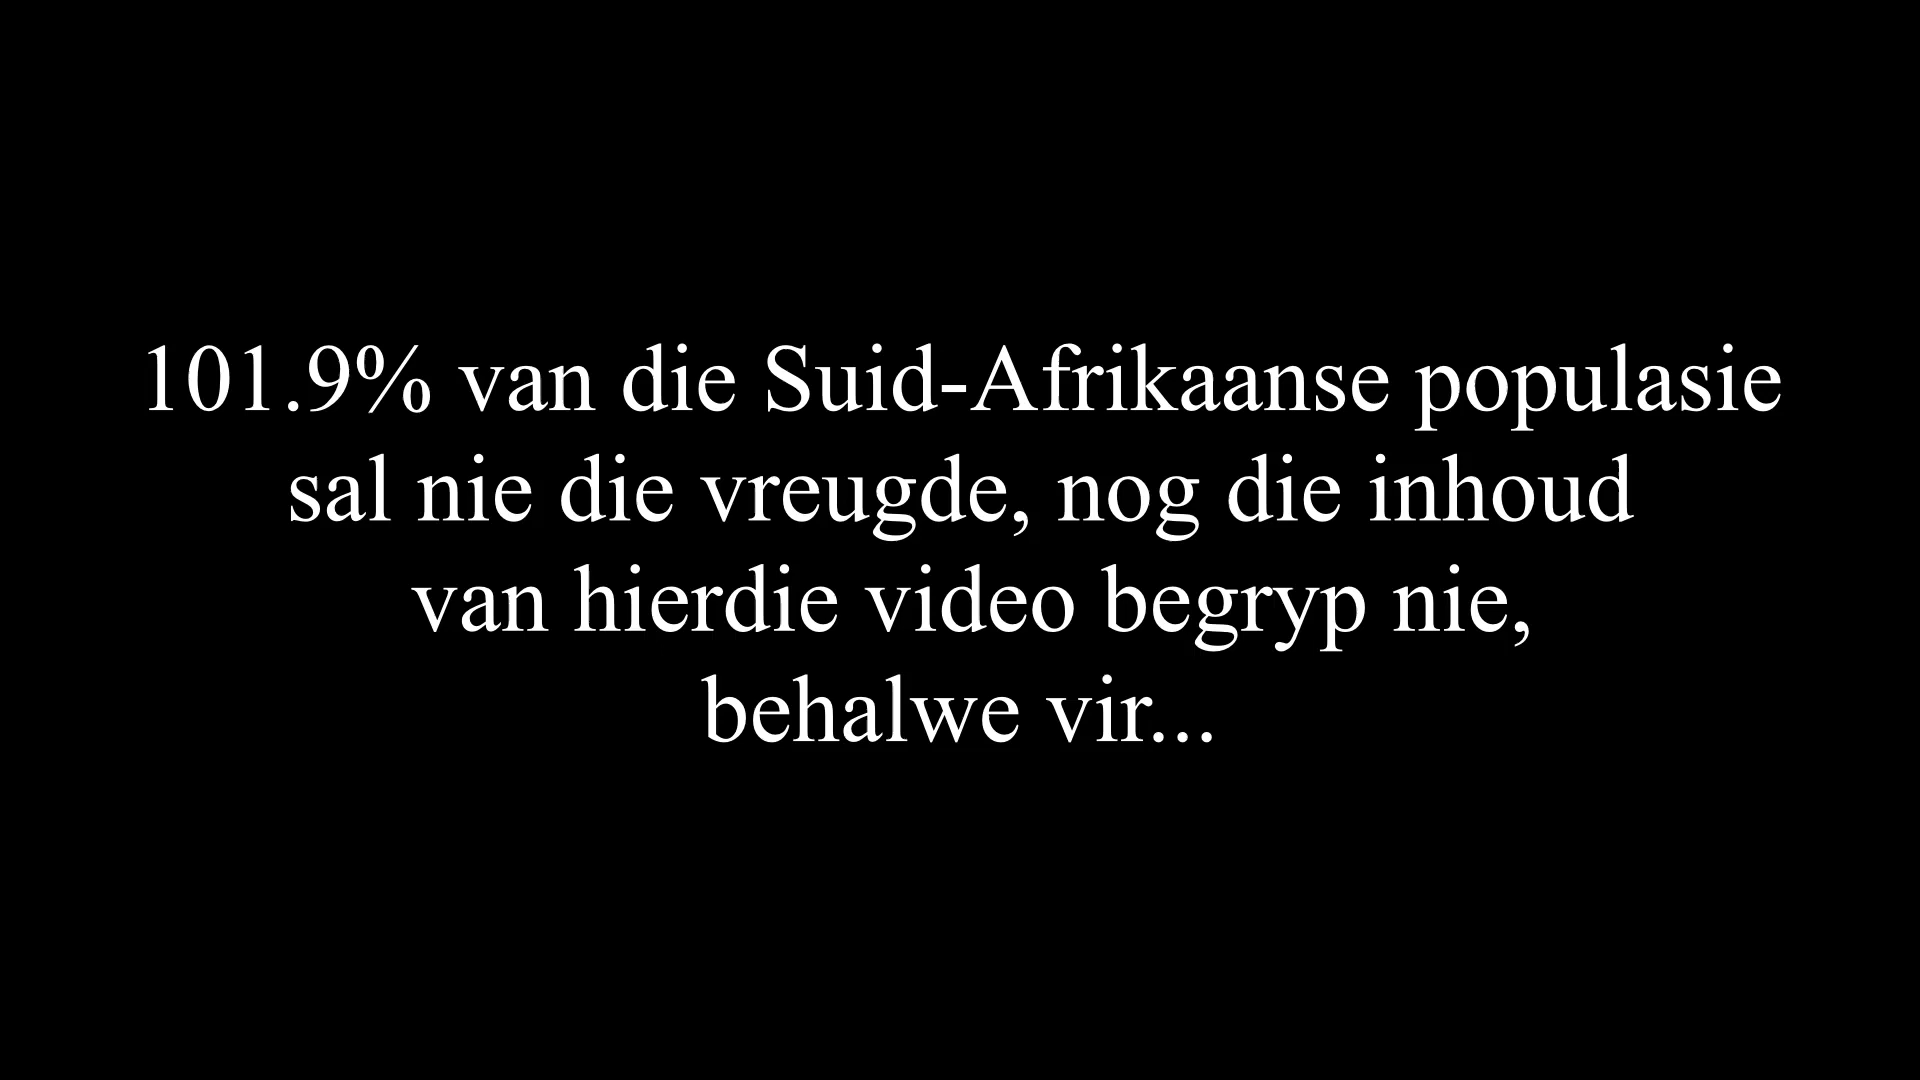 101.9% van die Suid-Afrikaanse populasie
sal nie die vreugde, nog die inhoud
van hierdie video begryp nie,
behalwe vir...